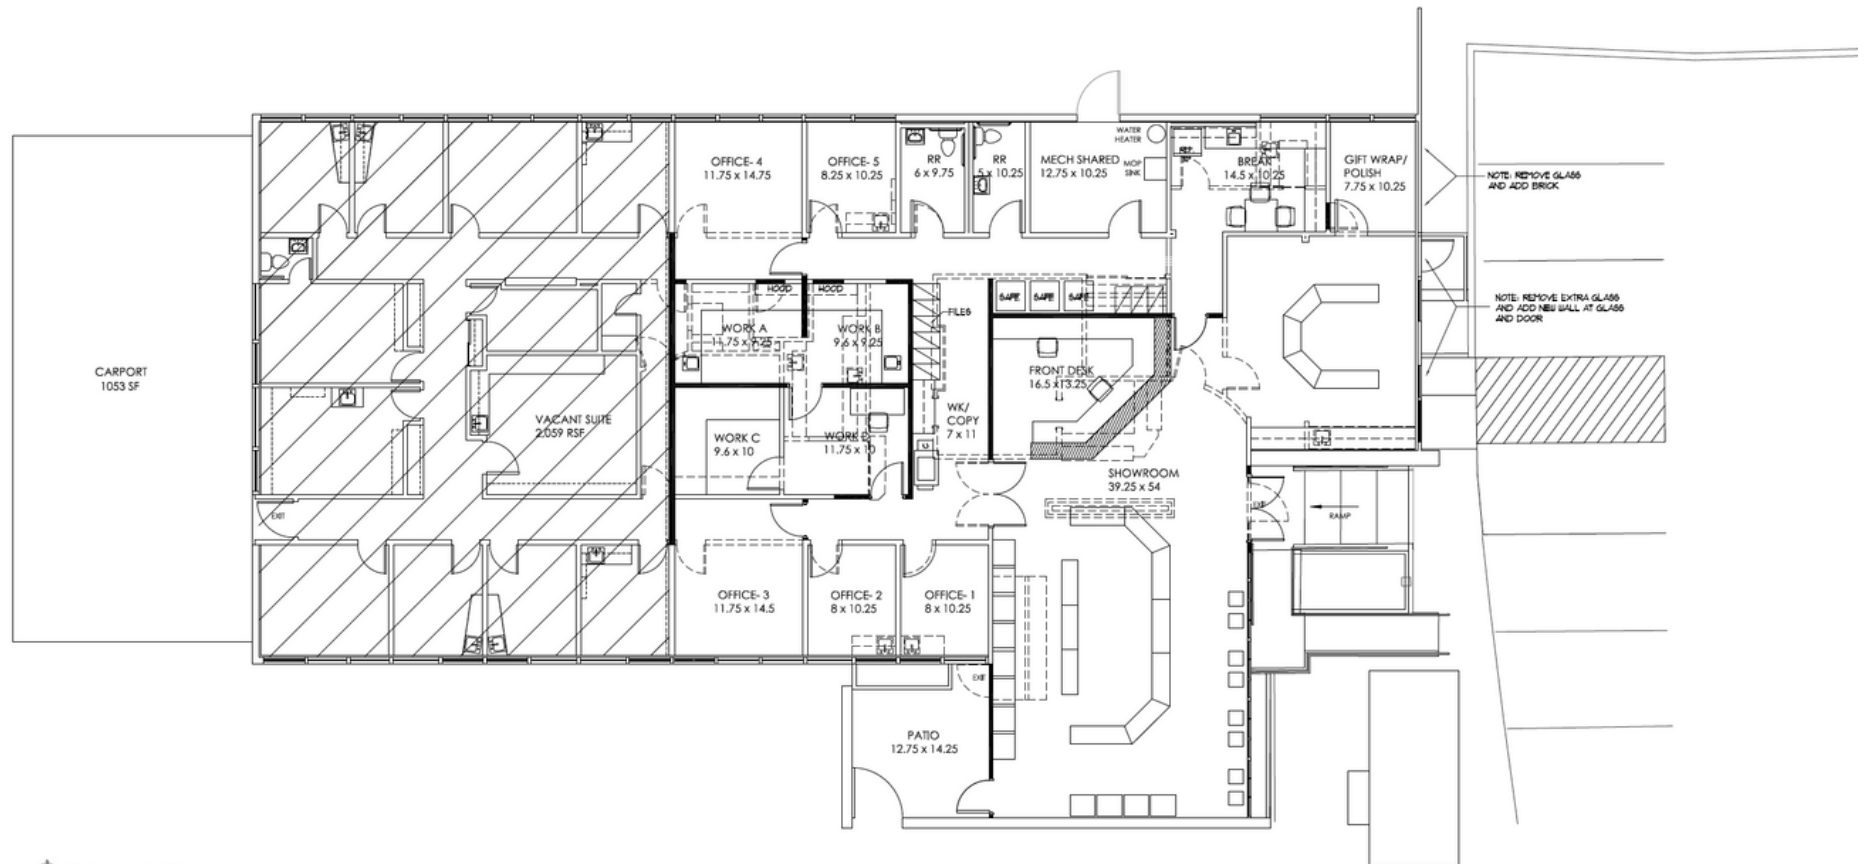 OFFICE- 4
11.75 x 14.75
OFFICE- 5
8.25 x 10.25
RR
6 x 9.75
RR
5 x 10.25
MECH SHARED
12.75 x 10.25
WATER
HEATER
MOP
SINK
REF
BREAK
14.5 x 10.25
GIFT WRAP/
POLISH
7.75 x 10.25
NOTE: REMOVE GLASS
AND ADD BRICK
NOTE: REMOVE EXTRA GLASS
AND ADD NEW WALL AT GLASS
AND DOOR
HOOD
HOOD
SAFE
SAFE
SAFE
FILES
WORK A
11.75 x 9.25
WORK B
9.6 x 9.25
CARPORT
1053 SF
FRONT DESK
16.5 x 13.25
VACANT SUITE
2,059 RSF
WK/
COPY
7 x 11
WORK C
9.6 x 10
WORK D
11.75 x 10
SHOWROOM
39.25 x 54
EXIT
EXIT
RAMP
OFFICE- 3
11.75 x 14.5
OFFICE- 2
8 x 10.25
OFFICE- 1
8 x 10.25
EXIT
PATIO
12.75 x 14.25